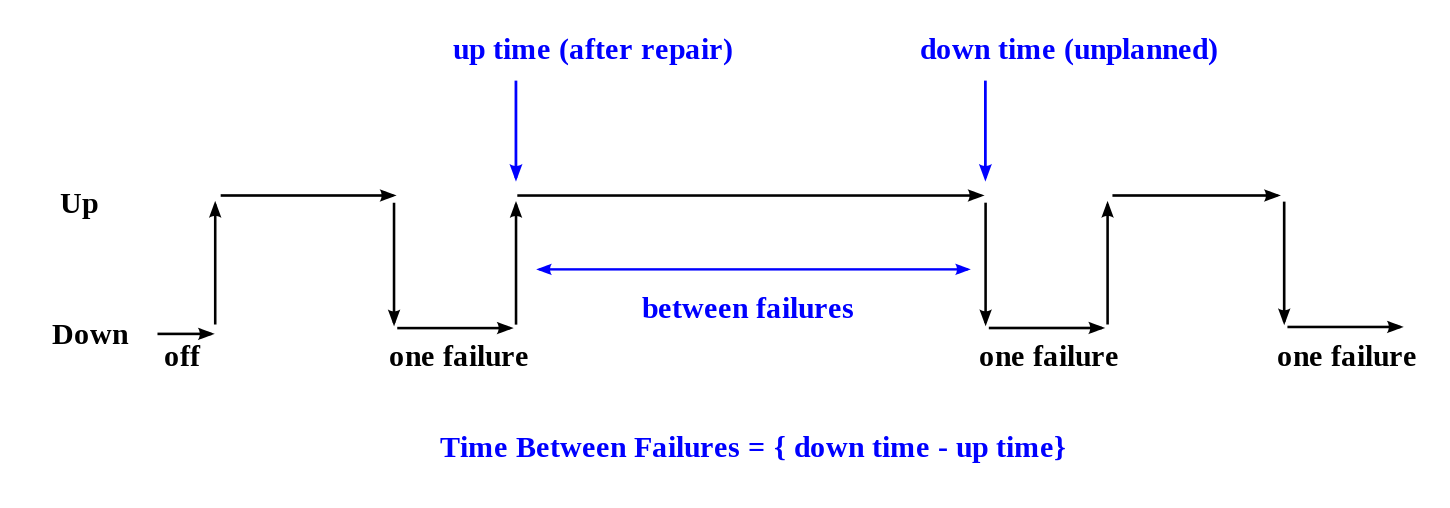 up time (after repair)
down time (unplanned)
Up
between failures
Down
off
one failure
one failure
one failure
Time Between Failures = { down time - up time}